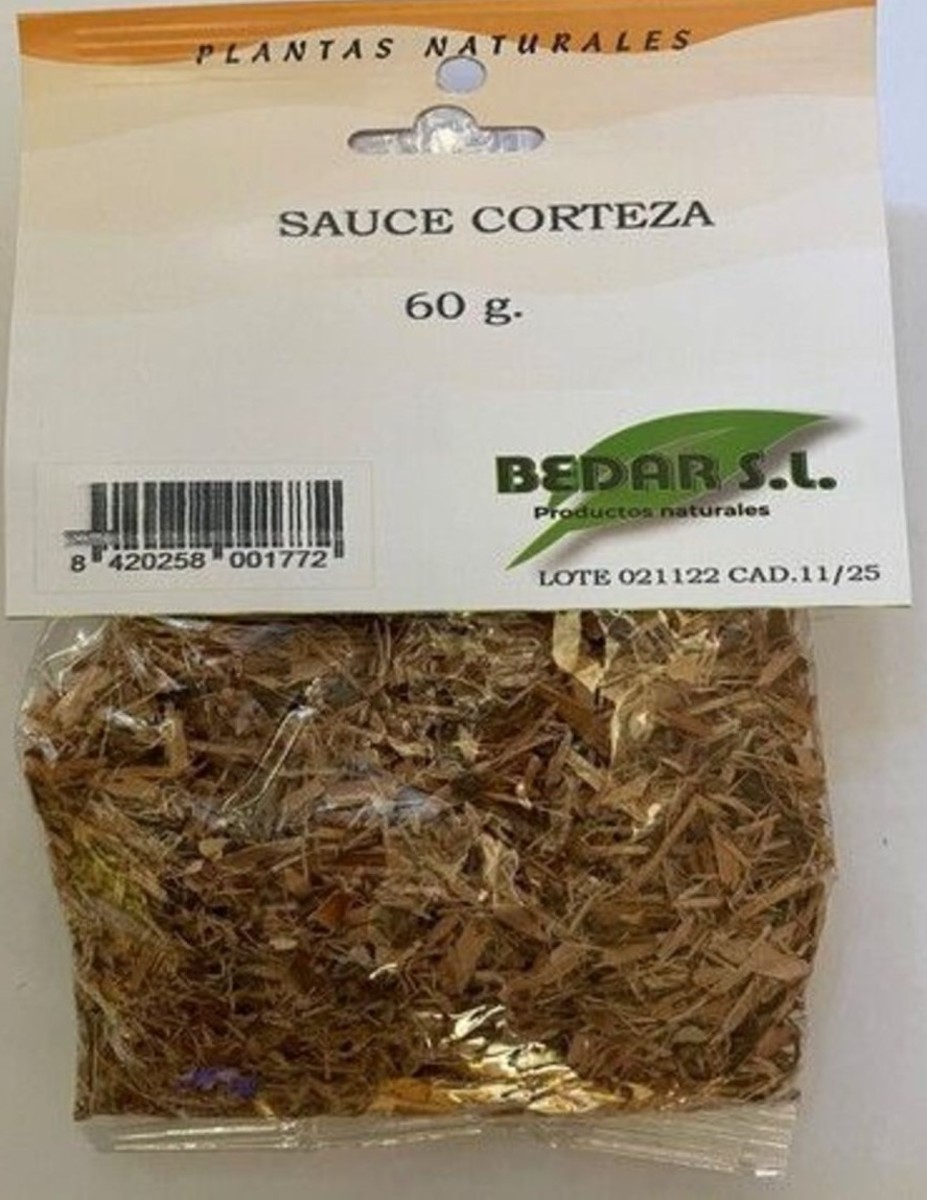 PLANTAS NATURALES
SAUCE CORTEZA
60 g.
BEDAR S.L.
Productos naturales
8 420258 001772
LOTE 021122 CAD.11/25